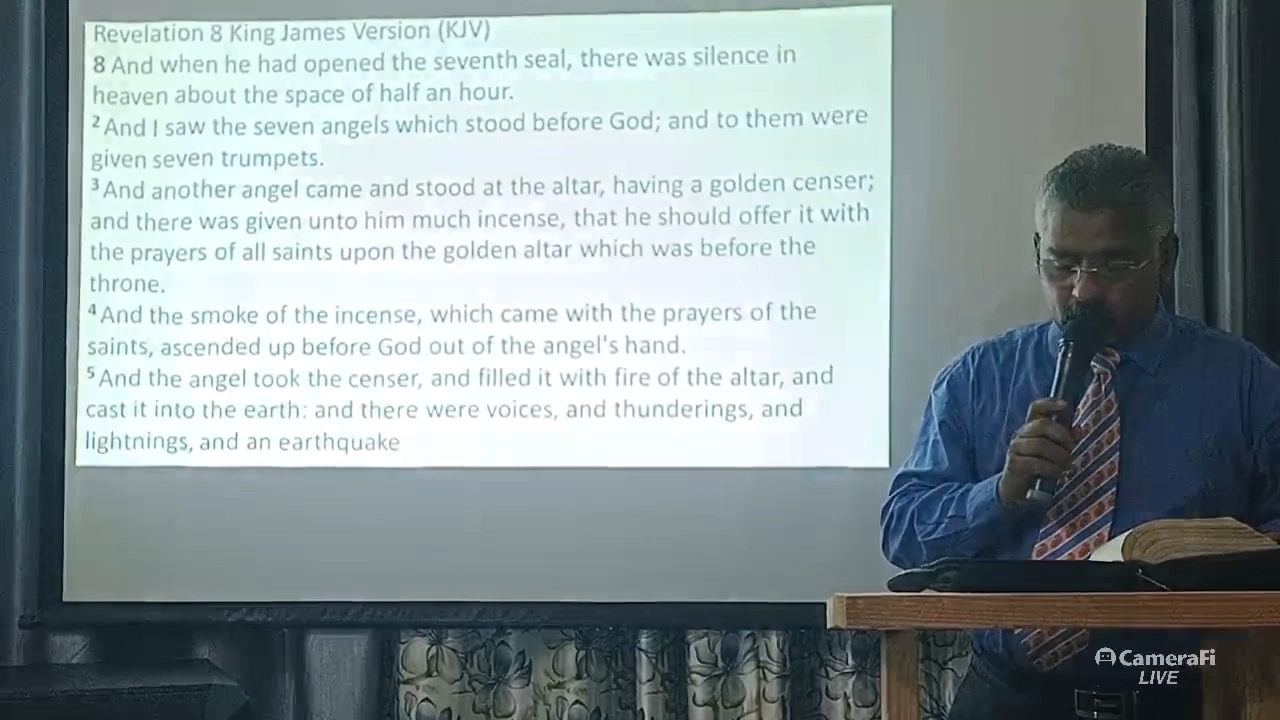 Revelation 8 King James Version (KJV)
8 And when he had opened the seventh seal, there was silence in
heaven about the space of half an hour.
2 And I saw the seven angels which stood before God; and to them were
given seven trumpets.
3 And another angel came and stood at the altar, having a golden censer;
and there was given unto him much incense, that he should offer it with
the prayers of all saints upon the golden altar which was before the
throne.
4 And the smoke of the incense, which came with the prayers of the
saints, ascended up before God out of the angel's hand.
5 And the angel took the censer, and filled it with fire of the altar, and
cast it into the earth: and there were voices, and thunderings, and
lightnings, and an earthquake
CameraFi
LIVE